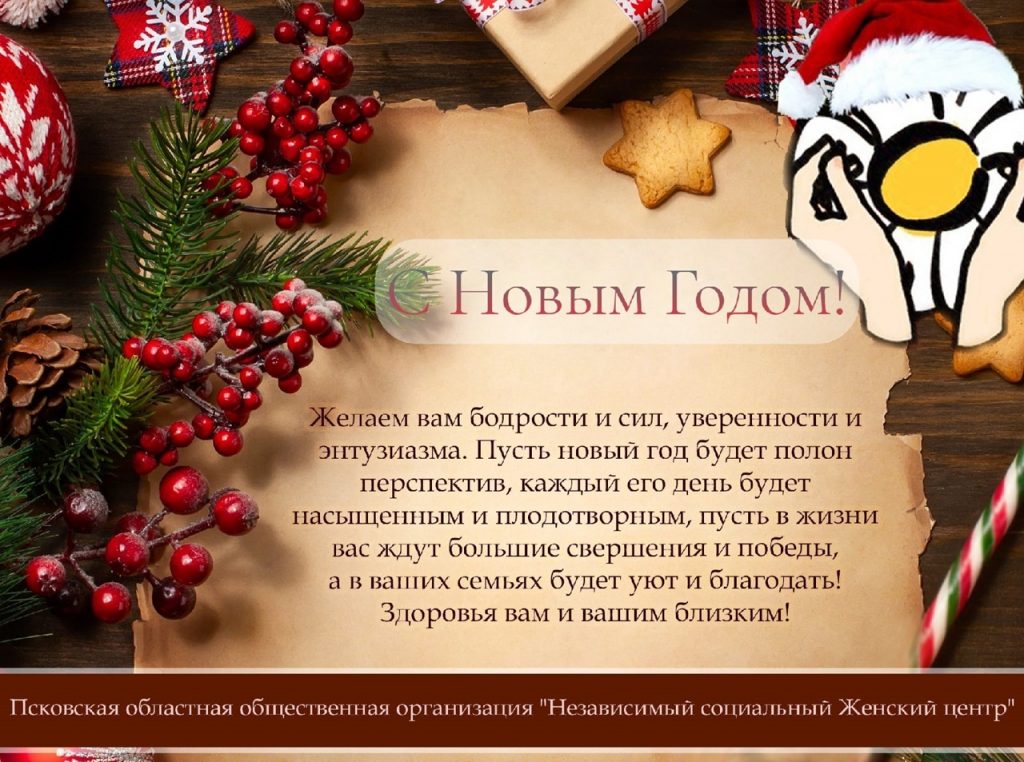 С Новым Годом!
Желаем вам бодрости и сил, уверенности и
энтузиазма. Пусть новый год будет полон
перспектив, каждый его день будет
насыщенным и плодотворным, пусть в жизни
вас ждут большие свершения и победы,
а в ваших семьях будет уют и благодать!
Здоровья вам и вашим близким!
Псковская областная общественная организация "Независимый социальный Женский центр"